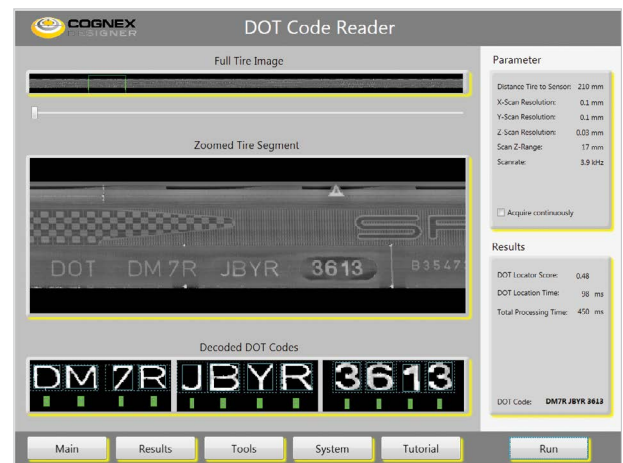 COGNEX
DESIGNER
DOT Code Reader
Full Tire Image
Zoomed Tire Segment
DOT DM 7R JBYR 3613 B3547
Decoded DOT Codes
DM 7R JBYR 3613
Parameter
Distance Tire to Sensor: 210 mm
X-Scan Resolution: 0.1 mm
Y-Scan Resolution: 0.1 mm
Z-Scan Resolution: 0.03 mm
Scan Z-Range: 17 mm
Scanrate: 3.9 kHz
Acquire continuously
Results
DOT Locator Score: 0.48
DOT Location Time: 98 ms
Total Processing Time: 450 ms
DOT Code: DM7R JBYR 3613
Main Results Tools System Tutorial Run